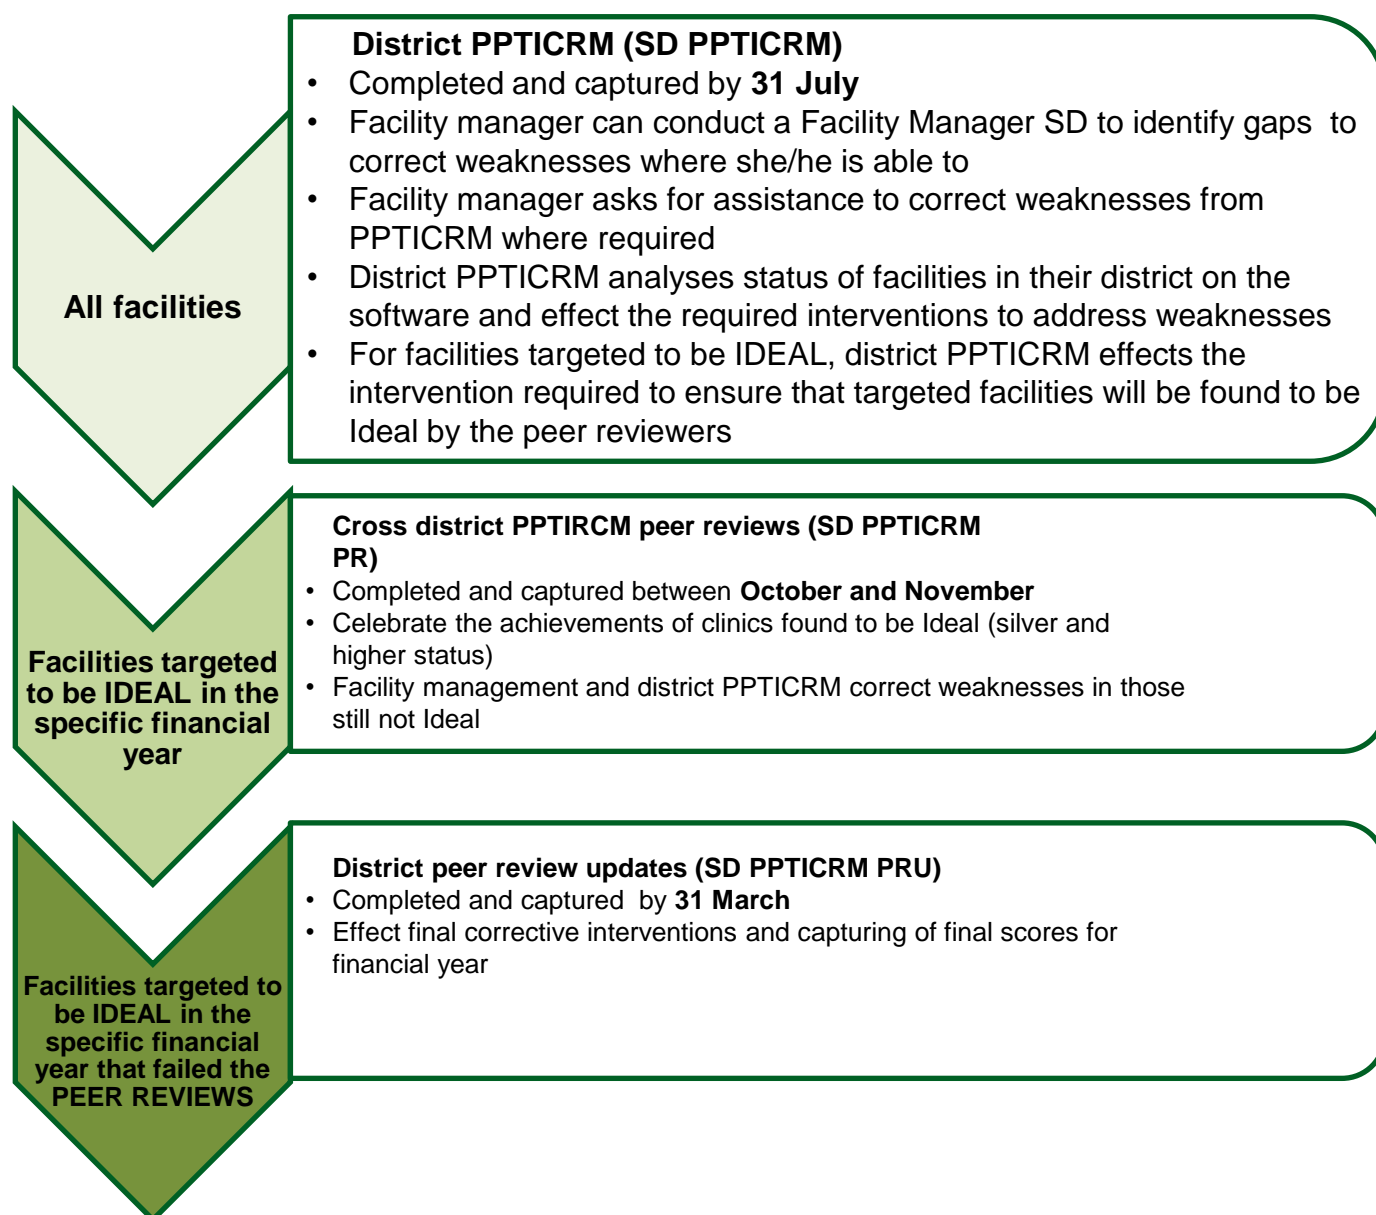 District PPTICRM (SD PPTICRM)
• Completed and captured by 31 July
• Facility manager can conduct a Facility Manager SD to identify gaps to
correct weaknesses where she/he is able to
• Facility manager asks for assistance to correct weaknesses from
PPTICRM where required
• District PPTICRM analyses status of facilities in their district on the
software and effect the required interventions to address weaknesses
• For facilities targeted to be IDEAL, district PPTICRM effects the
intervention required to ensure that targeted facilities will be found to be
Ideal by the peer reviewers
All facilities
Cross district PPTIRCM peer reviews (SD PPTICRM
PR)
• Completed and captured between October and November
• Celebrate the achievements of clinics found to be Ideal (silver and
higher status)
• Facility management and district PPTICRM correct weaknesses in those
still not Ideal
Facilities targeted
to be IDEAL in the
specific financial
year
District peer review updates (SD PPTICRM PRU)
• Completed and captured by 31 March
• Effect final corrective interventions and capturing of final scores for
financial year
Facilities targeted to
be IDEAL in the
specific financial
year that failed the
PEER REVIEWS